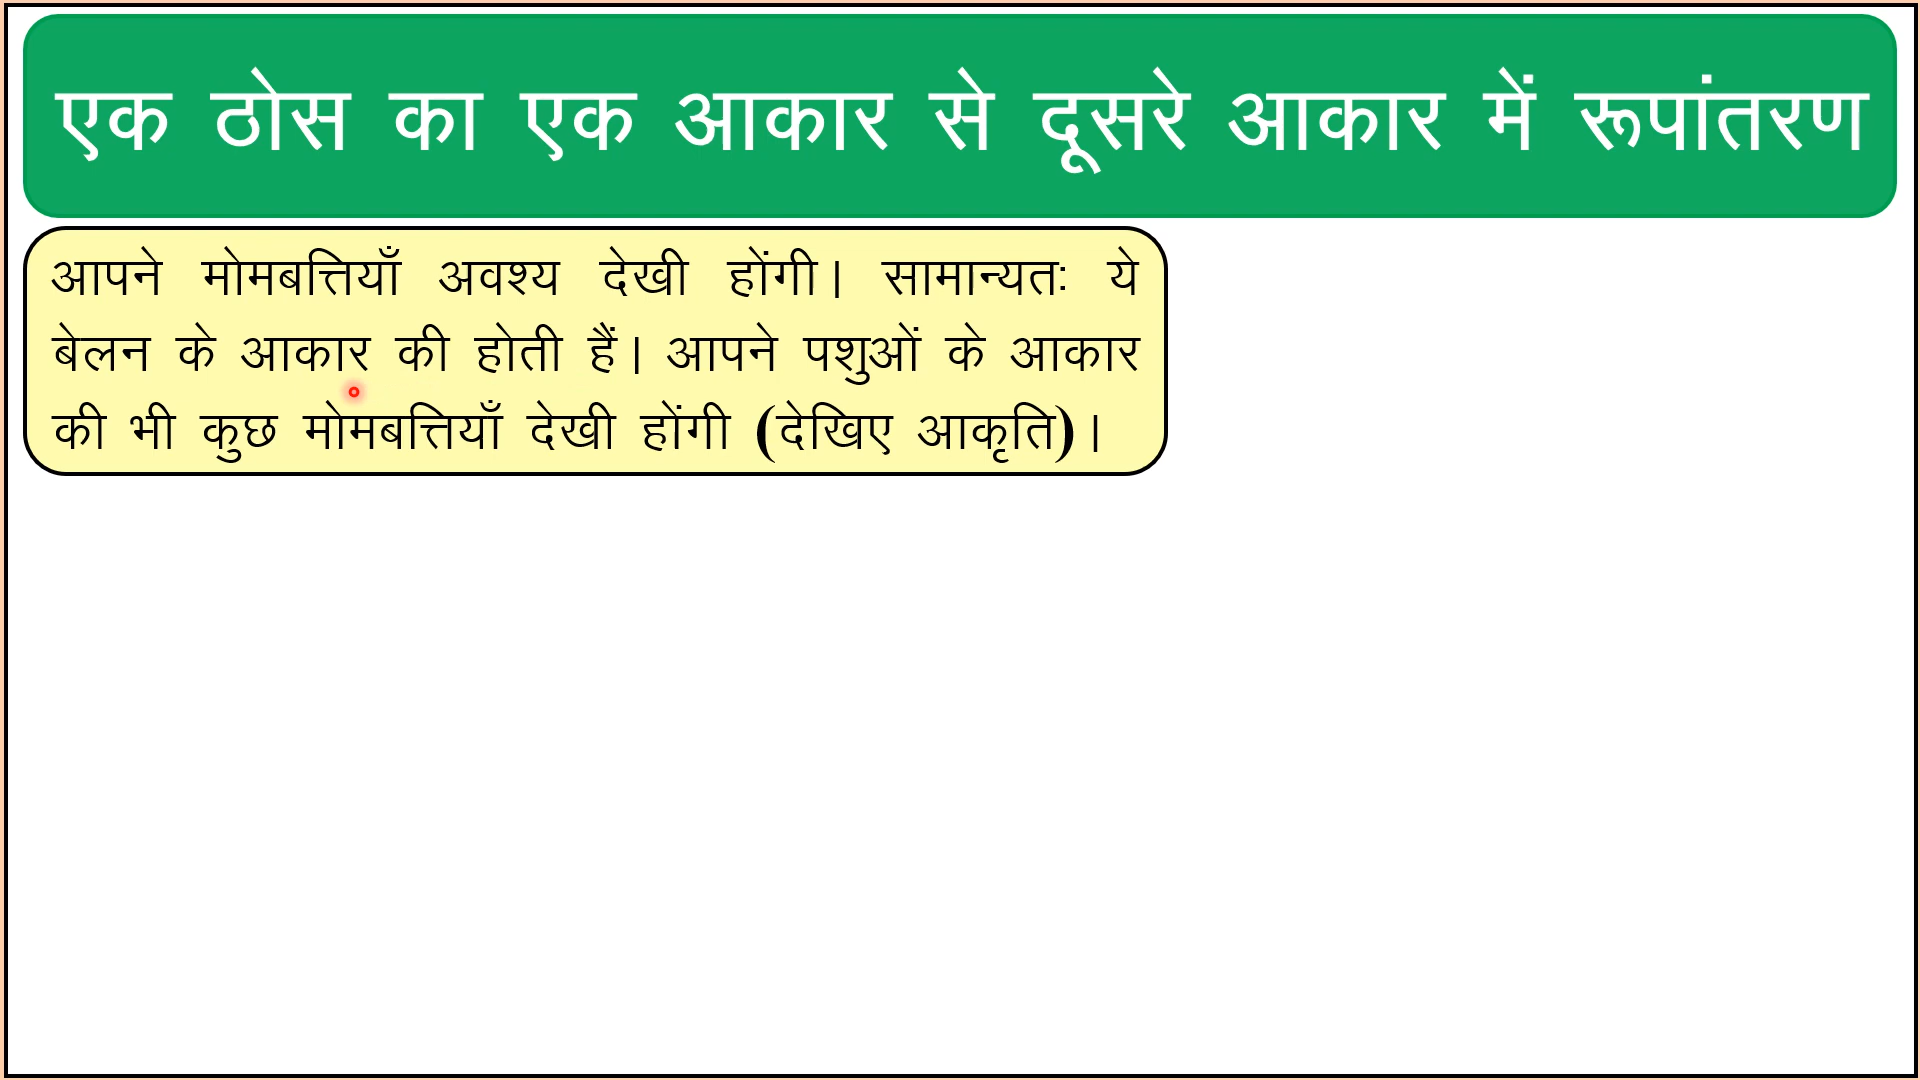 एक ठोस का एक आकार से दूसरे आकार में रूपांतरण
आपने मोमबत्तियाँ अवश्य देखी होंगी। सामान्यतः ये
बेलन के आकार की होती हैं। आपने पशुओं के आकार
की भी कुछ मोमबत्तियाँ देखी होंगी (देखिए आकृति)।